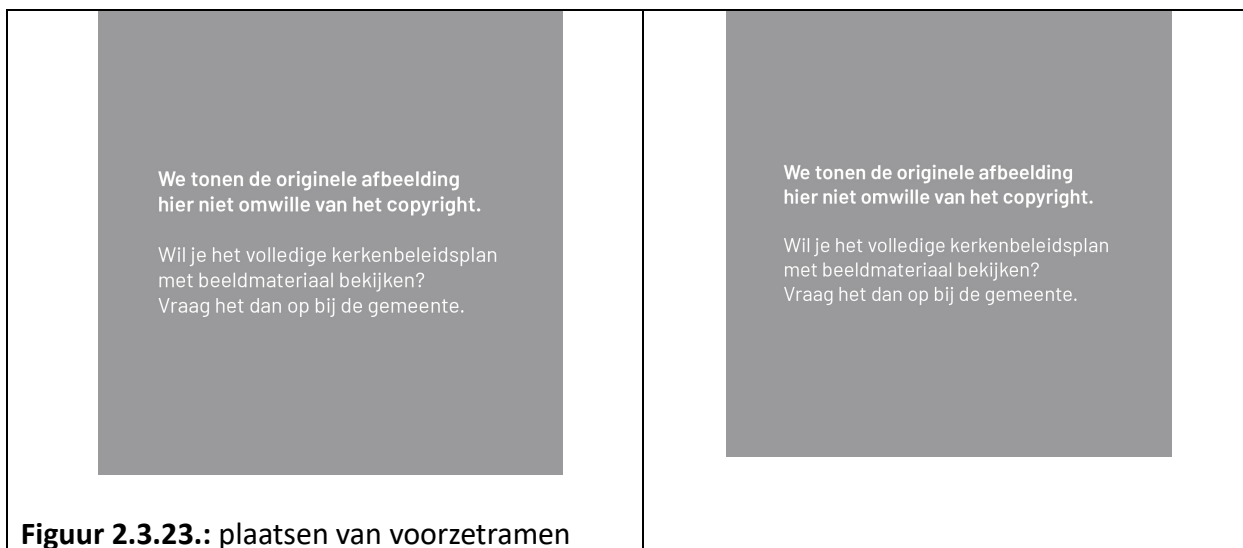 We tonen de originele afbeelding
hier niet omwille van het copyright.
Wil je het volledige kerkenbeleidsplan
met beeldmateriaal bekijken?
Vraag het dan op bij de gemeente.
Figuur 2.3.23.: plaatsen van voorzetramen
We tonen de originele afbeelding
hier niet omwille van het copyright.
Wil je het volledige kerkenbeleidsplan
met beeldmateriaal bekijken?
Vraag het dan op bij de gemeente.